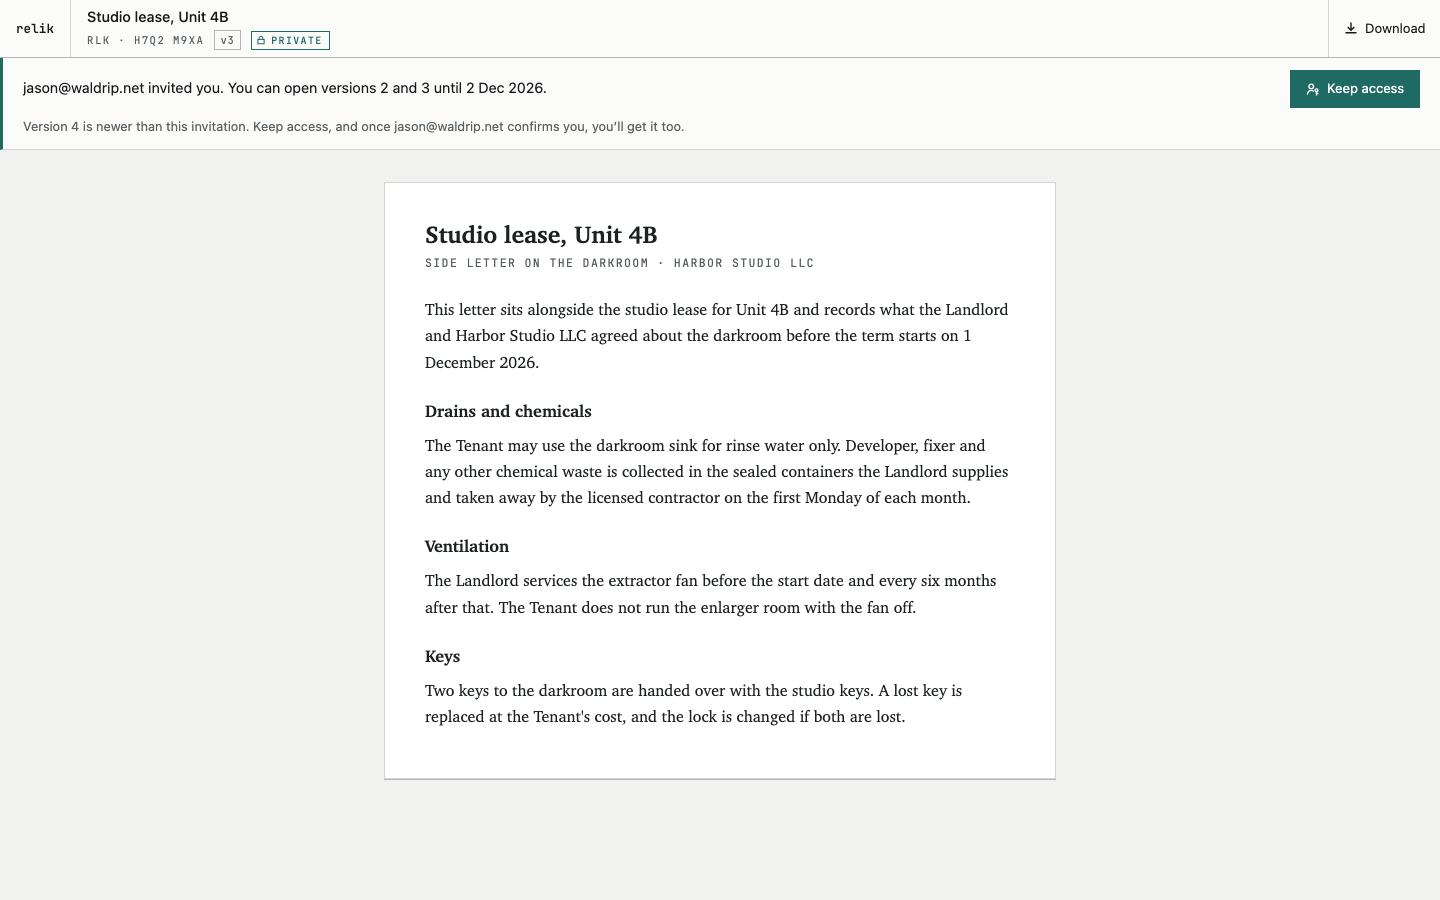 relik
Studio lease, Unit 4B
RLK · H7Q2 M9XA v3 PRIVATE
Download
jason@waldrip.net invited you. You can open versions 2 and 3 until 2 Dec 2026.
Keep access
Version 4 is newer than this invitation. Keep access, and once jason@waldrip.net confirms you, you’ll get it too.
Studio lease, Unit 4B
SIDE LETTER ON THE DARKROOM · HARBOR STUDIO LLC
This letter sits alongside the studio lease for Unit 4B and records what the Landlord
and Harbor Studio LLC agreed about the darkroom before the term starts on 1
December 2026.
Drains and chemicals
The Tenant may use the darkroom sink for rinse water only. Developer, fixer and
any other chemical waste is collected in the sealed containers the Landlord supplies
and taken away by the licensed contractor on the first Monday of each month.
Ventilation
The Landlord services the extractor fan before the start date and every six months
after that. The Tenant does not run the enlarger room with the fan off.
Keys
Two keys to the darkroom are handed over with the studio keys. A lost key is
replaced at the Tenant's cost, and the lock is changed if both are lost.